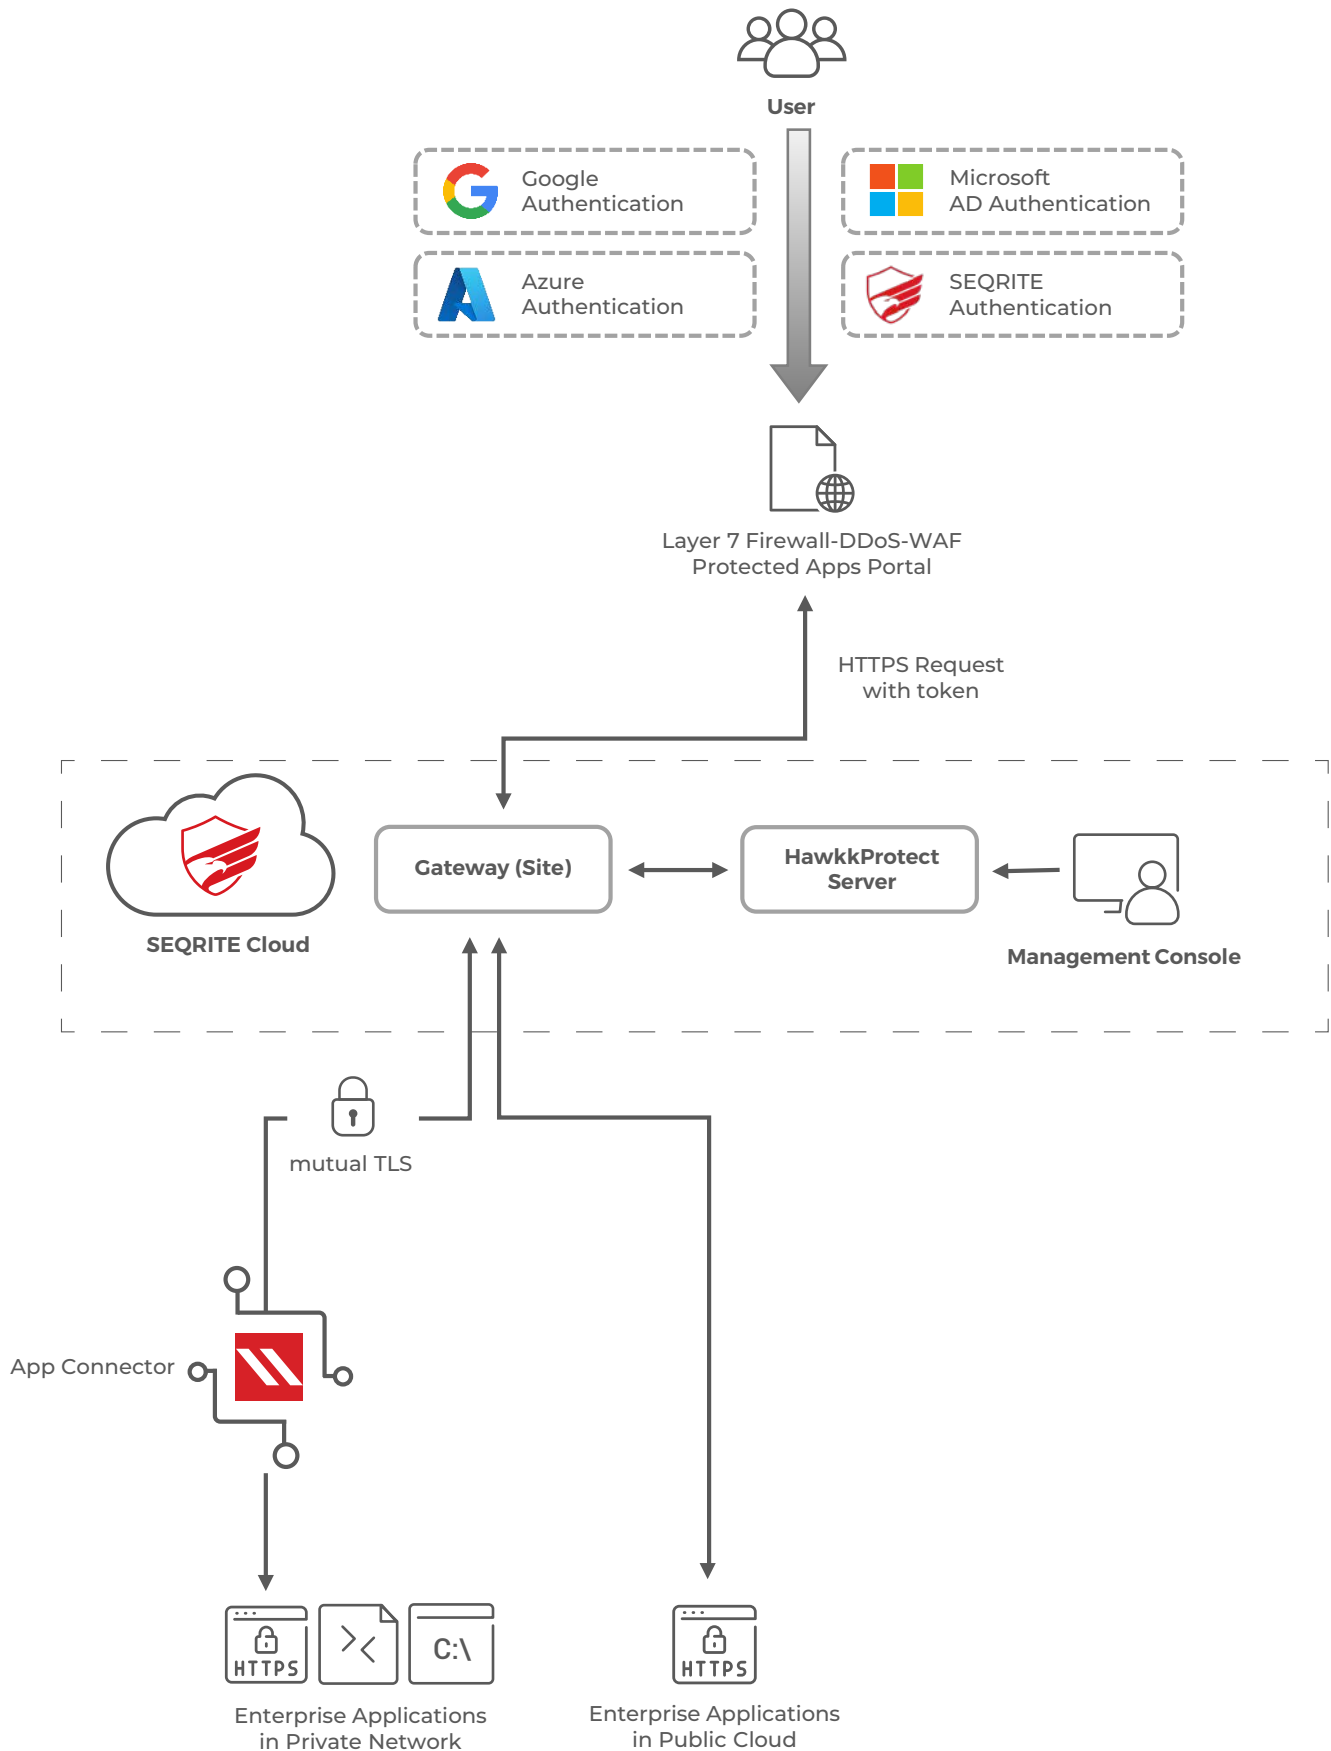 User
Google
Authentication
Microsoft
AD Authentication
Azure
Authentication
SEQRITE
Authentication
Layer 7 Firewall-DDoS-WAF
Protected Apps Portal
HTTPS Request
with token
SEQRITE Cloud
Gateway (Site)
HawkkProtect
Server
Management Console
mutual TLS
App Connector
HTTPS
C:\
HTTPS
Enterprise Applications
in Private Network
Enterprise Applications
in Public Cloud